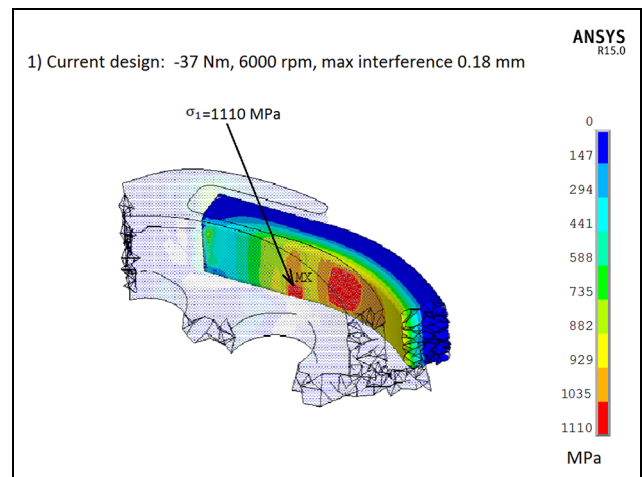 ANSYS
R15.0
1) Current design: -37 Nm, 6000 rpm, max interference 0.18 mm
σ₁=1110 MPa
MX
0
147
294
441
588
735
882
929
1035
1110
MPa